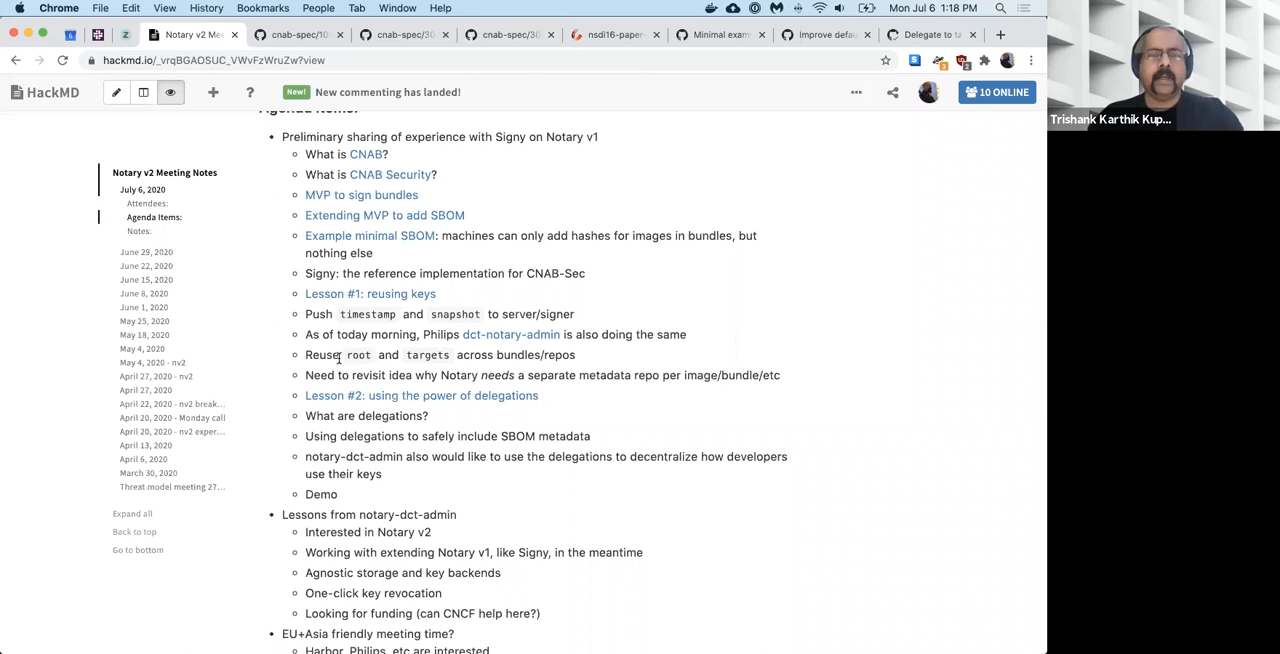 Chrome File Edit View History Bookmarks People Tab Window Help Mon Jul 6 1:18 PM
Notary v2 Mee cnab-spec/10 cnab-spec/30 cnab-spec/30 nsdi16-paper- Minimal exam Improve defau Delegate to ta
hackmd.io/_vrqBGAOSUC_VWvFzWruZw?view
HackMD New! New commenting has landed! 10 ONLINE
Trishank Karthik Kup...
Agenda Items:
Preliminary sharing of experience with Signy on Notary v1
What is CNAB?
What is CNAB Security?
MVP to sign bundles
Extending MVP to add SBOM
Example minimal SBOM: machines can only add hashes for images in bundles, but
nothing else
Signy: the reference implementation for CNAB-Sec
Lesson #1: reusing keys
Push timestamp and snapshot to server/signer
As of today morning, Philips dct-notary-admin is also doing the same
Reuse root and targets across bundles/repos
Need to revisit idea why Notary needs a separate metadata repo per image/bundle/etc
Lesson #2: using the power of delegations
What are delegations?
Using delegations to safely include SBOM metadata
notary-dct-admin also would like to use the delegations to decentralize how developers
use their keys
Demo
Lessons from notary-dct-admin
Interested in Notary v2
Working with extending Notary v1, like Signy, in the meantime
Agnostic storage and key backends
One-click key revocation
Looking for funding (can CNCF help here?)
EU+Asia friendly meeting time?
Harbor, Philips, etc are interested
Notary v2 Meeting Notes
July 6, 2020
Attendees:
Agenda Items:
Notes:
June 29, 2020
June 22, 2020
June 15, 2020
June 8, 2020
June 1, 2020
May 25, 2020
May 18, 2020
May 4, 2020
May 4, 2020 - nv2
April 27, 2020 - nv2
April 27, 2020
April 22, 2020 - nv2 break...
April 20, 2020 - Monday call
April 20, 2020 - nv2 exper...
April 13, 2020
April 6, 2020
March 30, 2020
Threat model meeting 27...
Expand all
Back to top
Go to bottom